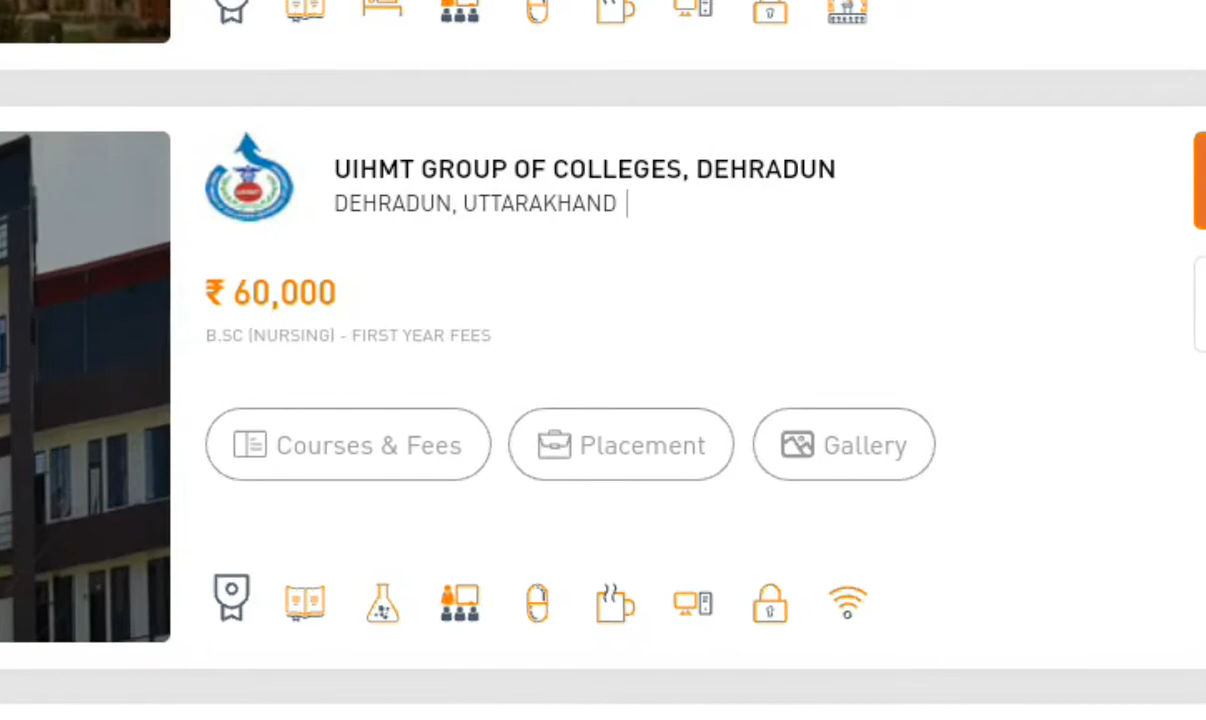 UIHMT GROUP OF COLLEGES, DEHRADUN
DEHRADUN, UTTARAKHAND |
₹ 60,000
B.SC (NURSING) - FIRST YEAR FEES
Courses & Fees
Placement
Gallery